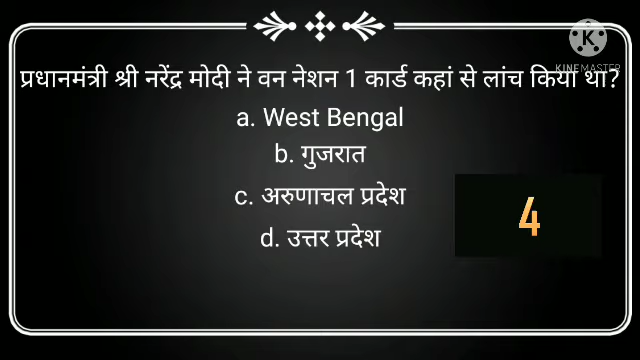 K
KINEMASTER
प्रधानमंत्री श्री नरेंद्र मोदी ने वन नेशन 1 कार्ड कहां से लांच किया था?
a. West Bengal
b. गुजरात
c. अरुणाचल प्रदेश
d. उत्तर प्रदेश
4